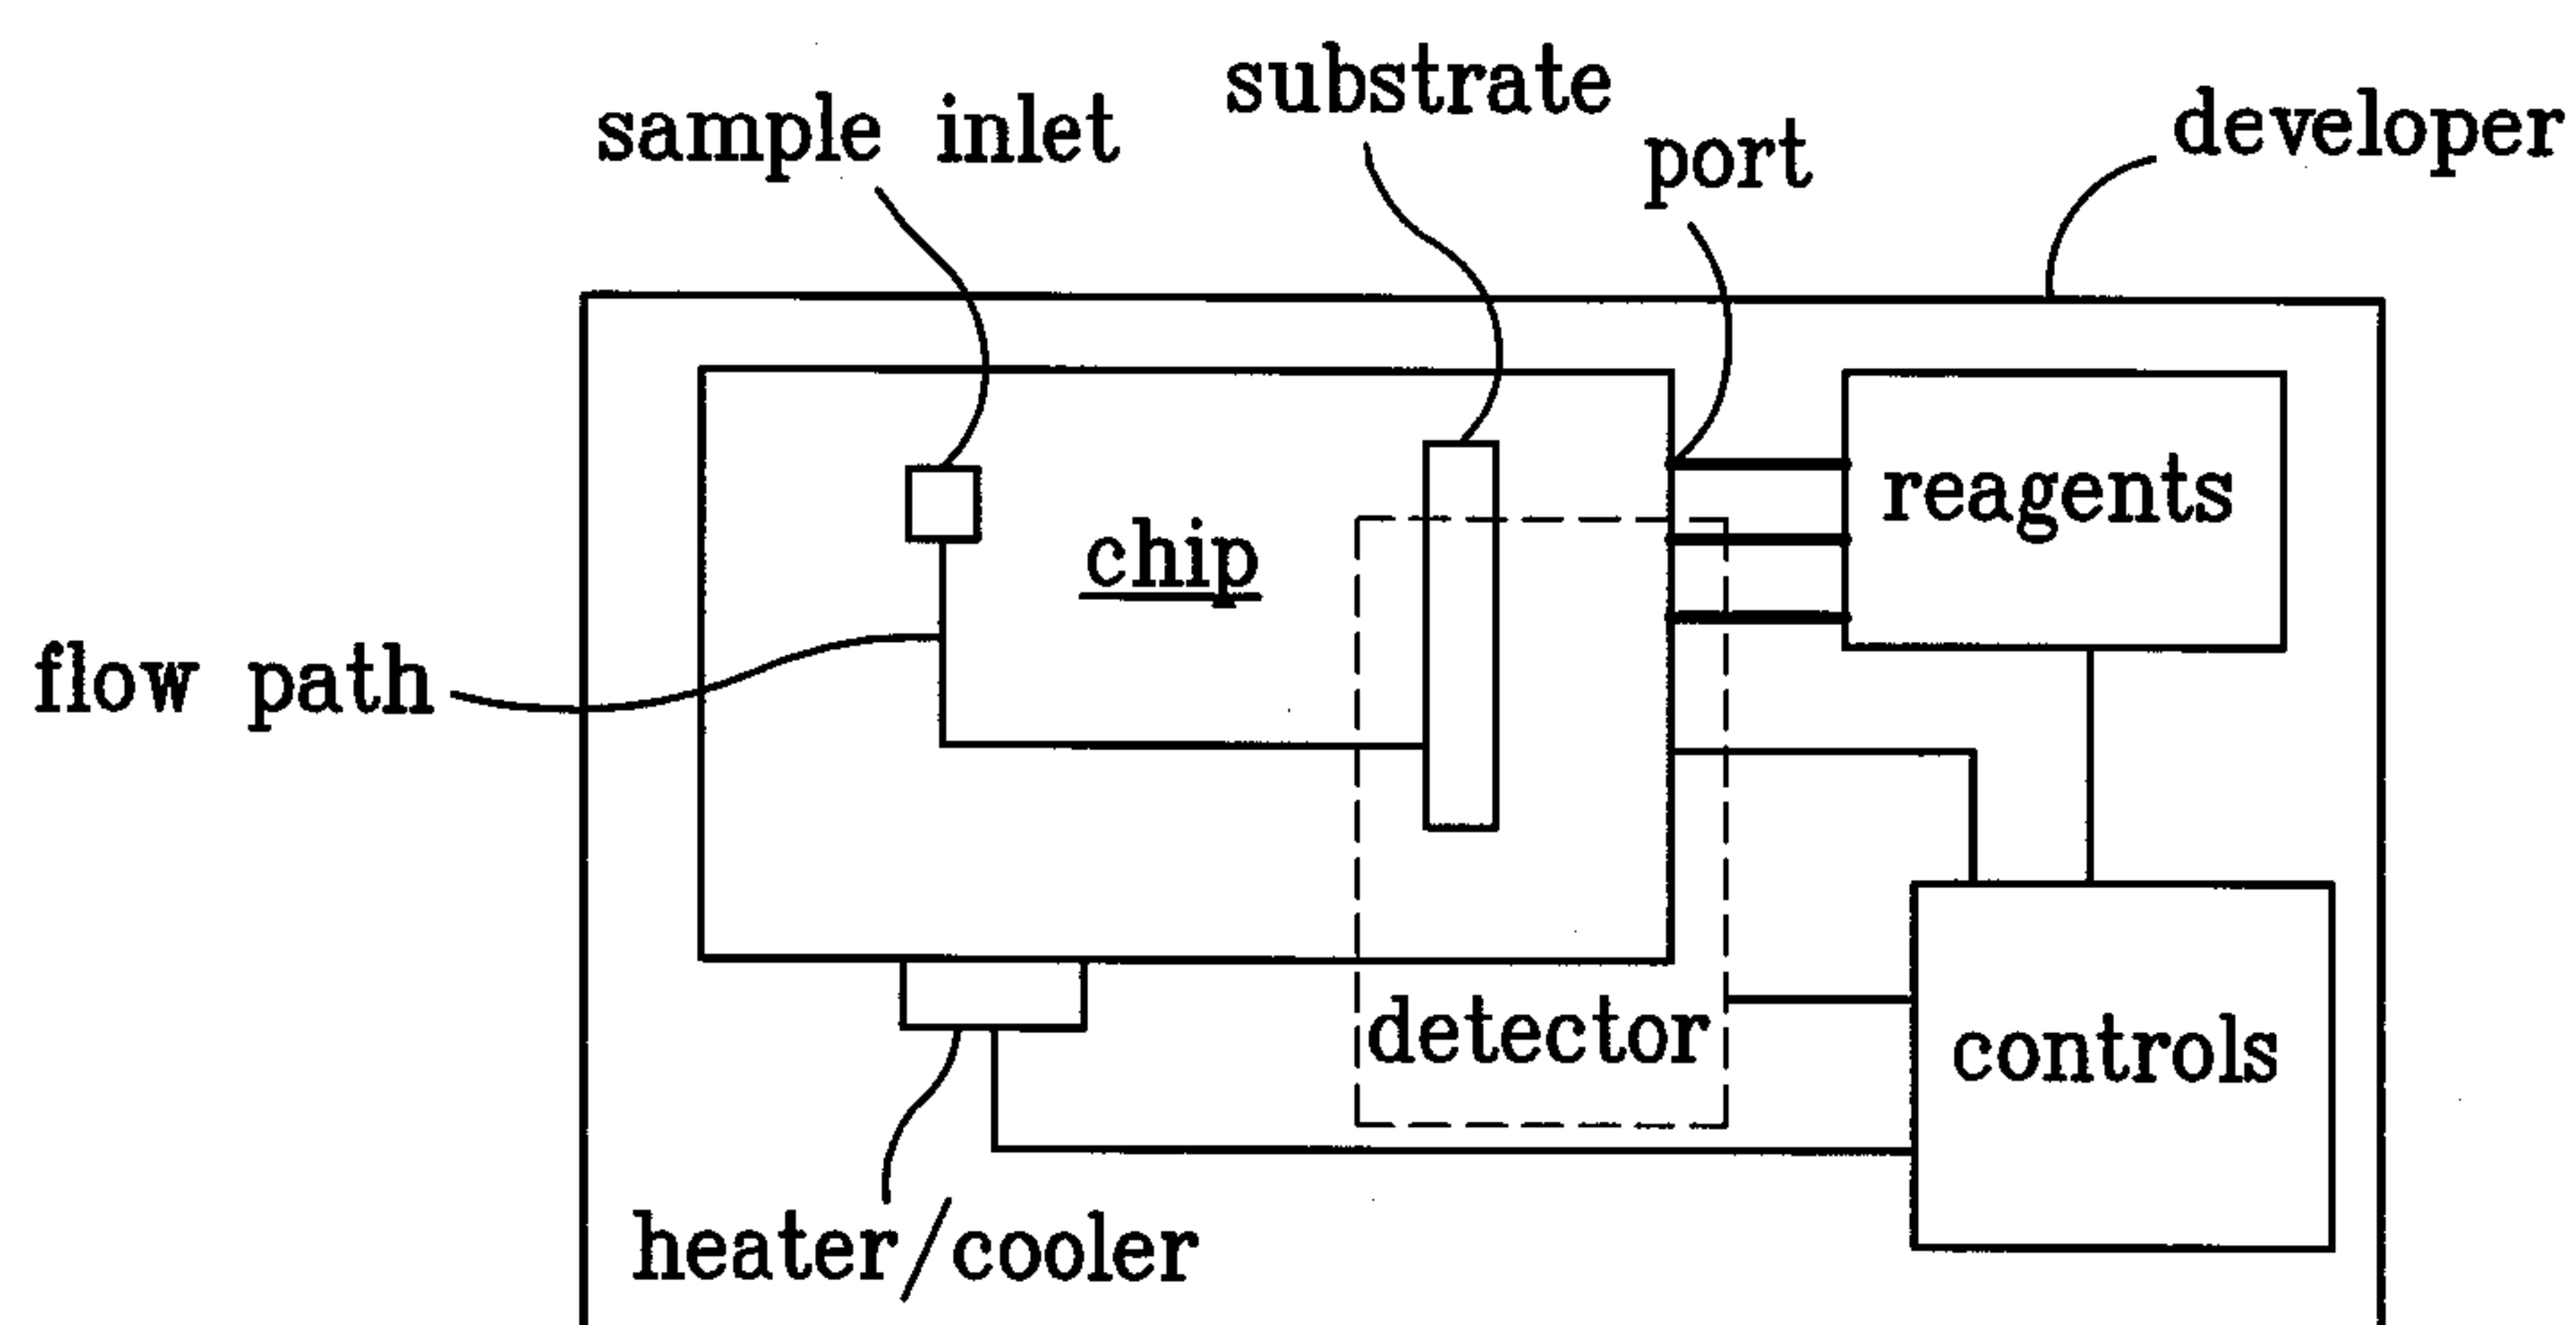 substrate
developer
sample inlet
port
reagents
chip
flow path
detector
controls
heater/cooler